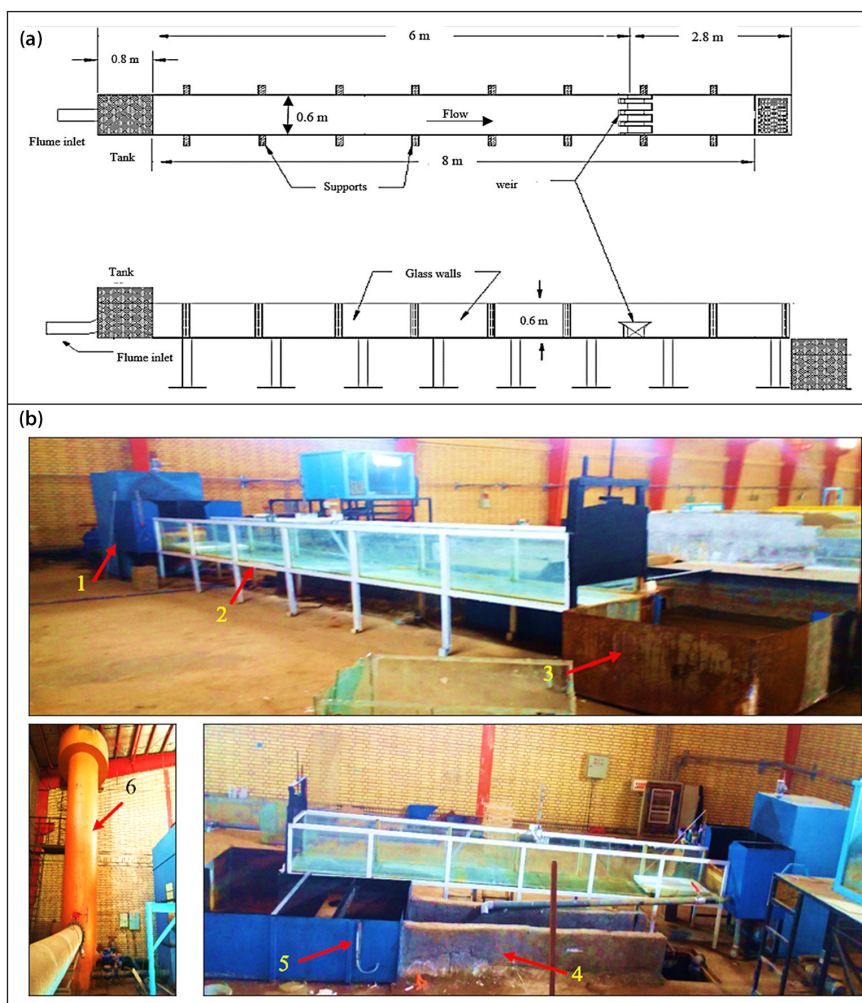 (a)
6 m
2.8 m
0.8 m
0.6 m
Flow
Flume inlet
Tank
8 m
Supports
weir
Tank
Glass walls
0.6 m
Flume inlet
(b)
1
2
3
6
5
4